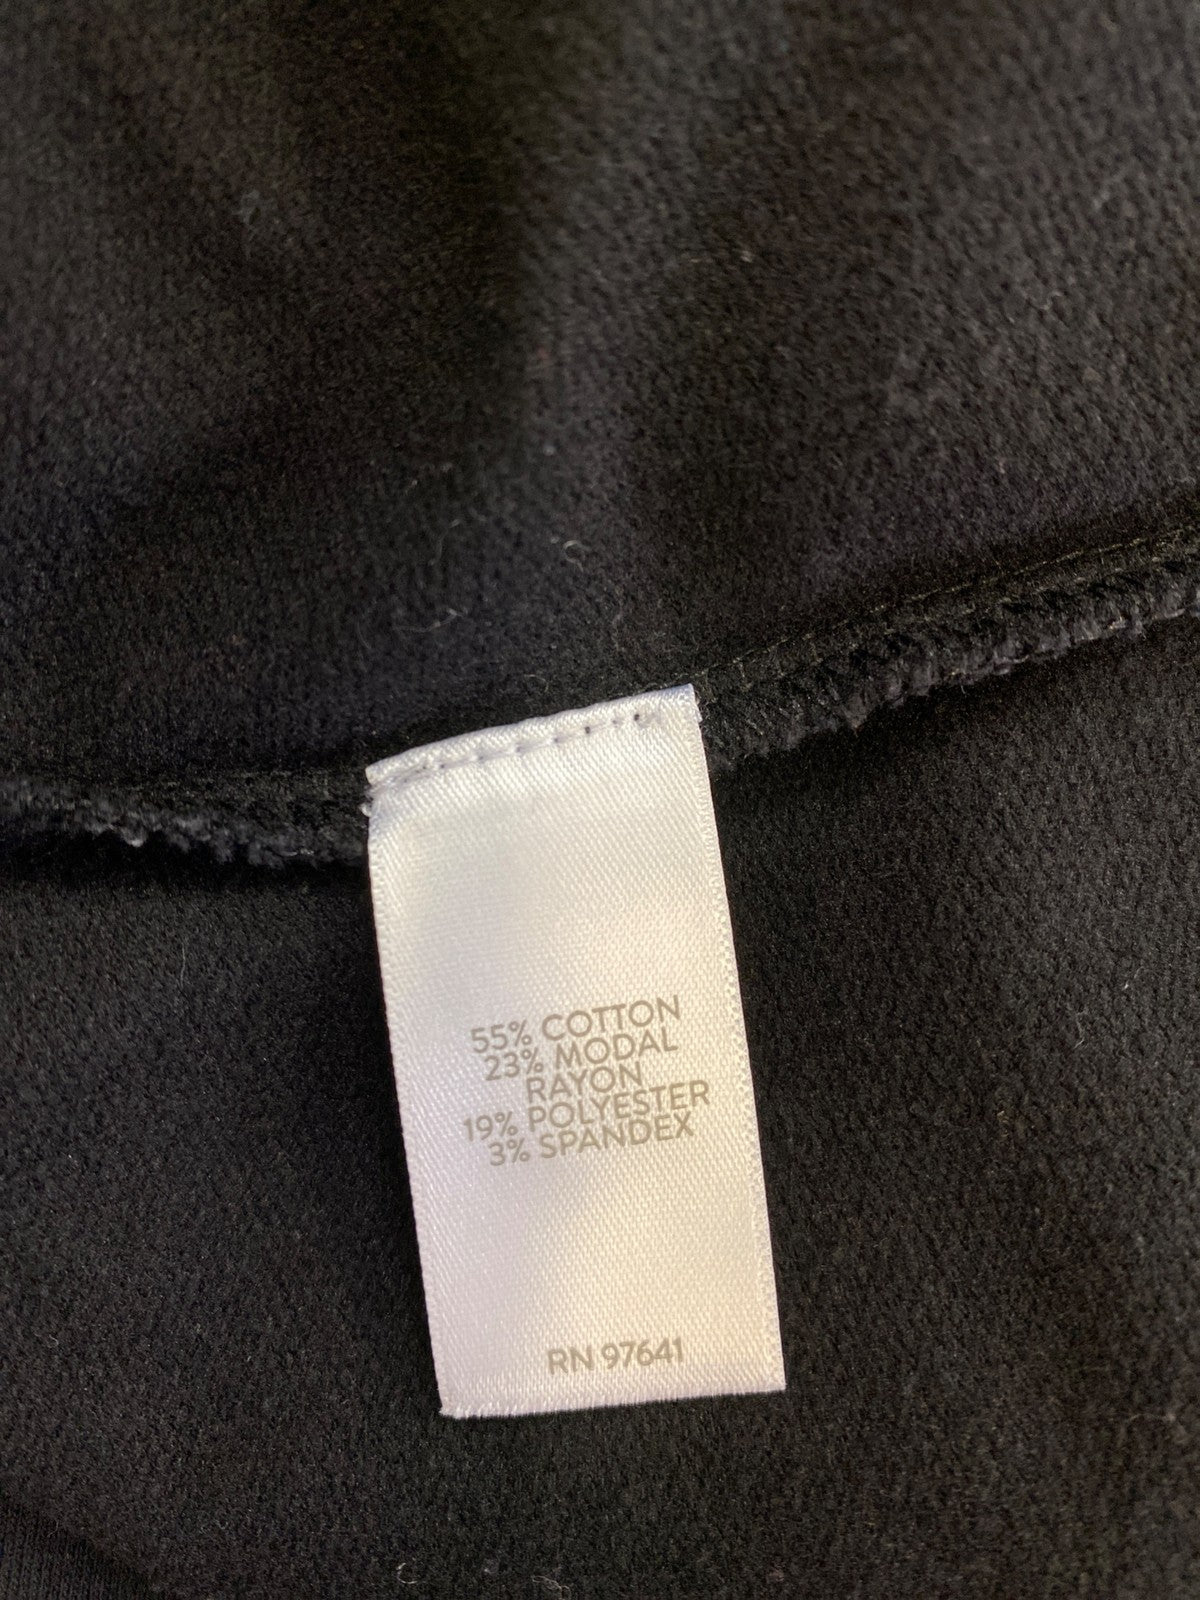 55% COTTON
23% MODAL
RAYON
19% POLYESTER
3% SPANDEX
RN 97641